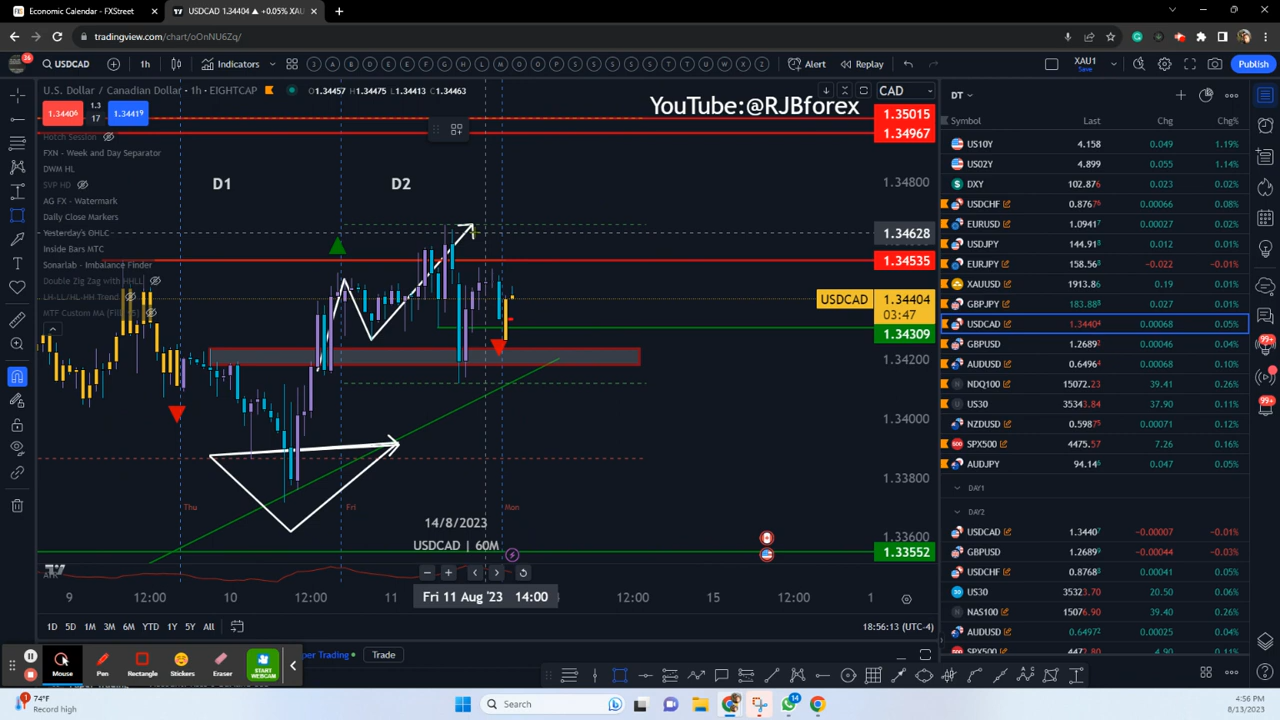 Economic Calendar - FXStreet
USDCAD 1.34404 ▲ +0.05% XAU
tradingview.com/chart/oOnNU6Zy/
USDCAD
1h
Indicators
Alert
Replay
XAU1
Save
Publish
U.S. Dollar / Canadian Dollar · 1h · EIGHTCAP
O1.34457 H1.34475 L1.34413 C1.34463
CAD
1.34406
1.3
17
1.34419
YouTube:@RJBforex
Hotch Session
FXN - Week and Day Separator
DWM HL
SVP HD
AG FX - Watermark
Daily Close Markers
Yesterday's OHLC
Inside Bars MTC
Sonarlab - Imbalance Finder
Double Zig Zag with HHLL
LH-LL/HL-HH Trend
D1
D2
1.35015
1.34967
1.34800
1.34628
1.34535
USDCAD
1.34404
03:47
1.34309
1.34200
1.34000
1.33800
1.33600
1.33552
Thu
Fri
Mon
14/8/2023
USDCAD | 60M
ATR
9
12:00
10
12:00
11
Fri 11 Aug '23 14:00
12:00
15
12:00
1D 5D 1M 3M 6M YTD 1Y 5Y All
18:56:13 (UTC-4)
Trade
Mouse
Pen
Rectangle
Stickers
Eraser
START
WEBCAM
DT
Symbol Last Chg Chg%
US10Y 4.158 0.049 1.19%
US02Y 4.899 0.055 1.14%
DXY 102.876 0.023 0.02%
USDCHF 0.87676 0.00066 0.08%
EURUSD 1.09417 0.00007 0.01%
USDJPY 144.918 0.012 0.01%
EURJPY 158.563 -0.022 -0.01%
XAUUSD 1913.86 0.19 0.01%
GBPJPY 183.888 0.027 0.01%
USDCAD 1.34404 0.00068 0.05%
GBPUSD 1.26892 0.00046 0.04%
AUDUSD 0.64964 0.00068 0.10%
NDQ100 15072.23 39.41 0.26%
US30 35343.84 37.90 0.11%
NZDUSD 0.59875 0.00071 0.12%
SPX500 4475.57 7.26 0.16%
AUDJPY 94.146 0.047 0.05%
DAY1
DAY2
USDCAD 1.34407 -0.00007 -0.01%
GBPUSD 1.26899 -0.00044 -0.03%
USDCHF 0.87688 0.00041 0.05%
US30 35323.70 20.50 0.06%
NAS100 15076.90 39.40 0.26%
AUDUSD 0.64972 0.00025 0.04%
74°F
Record high
Search
4:56 PM
8/13/2023